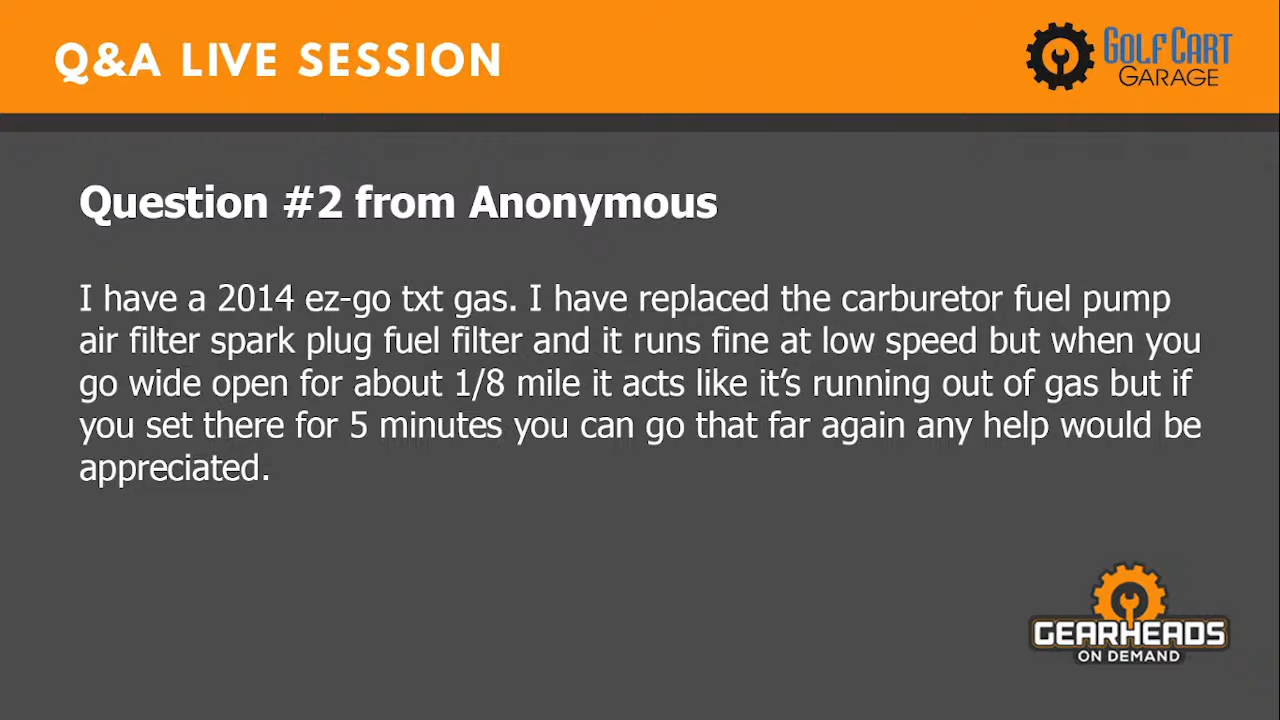 Q&A LIVE SESSION
GOLF CART
GARAGE
Question #2 from Anonymous
I have a 2014 ez-go txt gas. I have replaced the carburetor fuel pump
air filter spark plug fuel filter and it runs fine at low speed but when you
go wide open for about 1/8 mile it acts like it’s running out of gas but if
you set there for 5 minutes you can go that far again any help would be
appreciated.
GEARHEADS
ON DEMAND